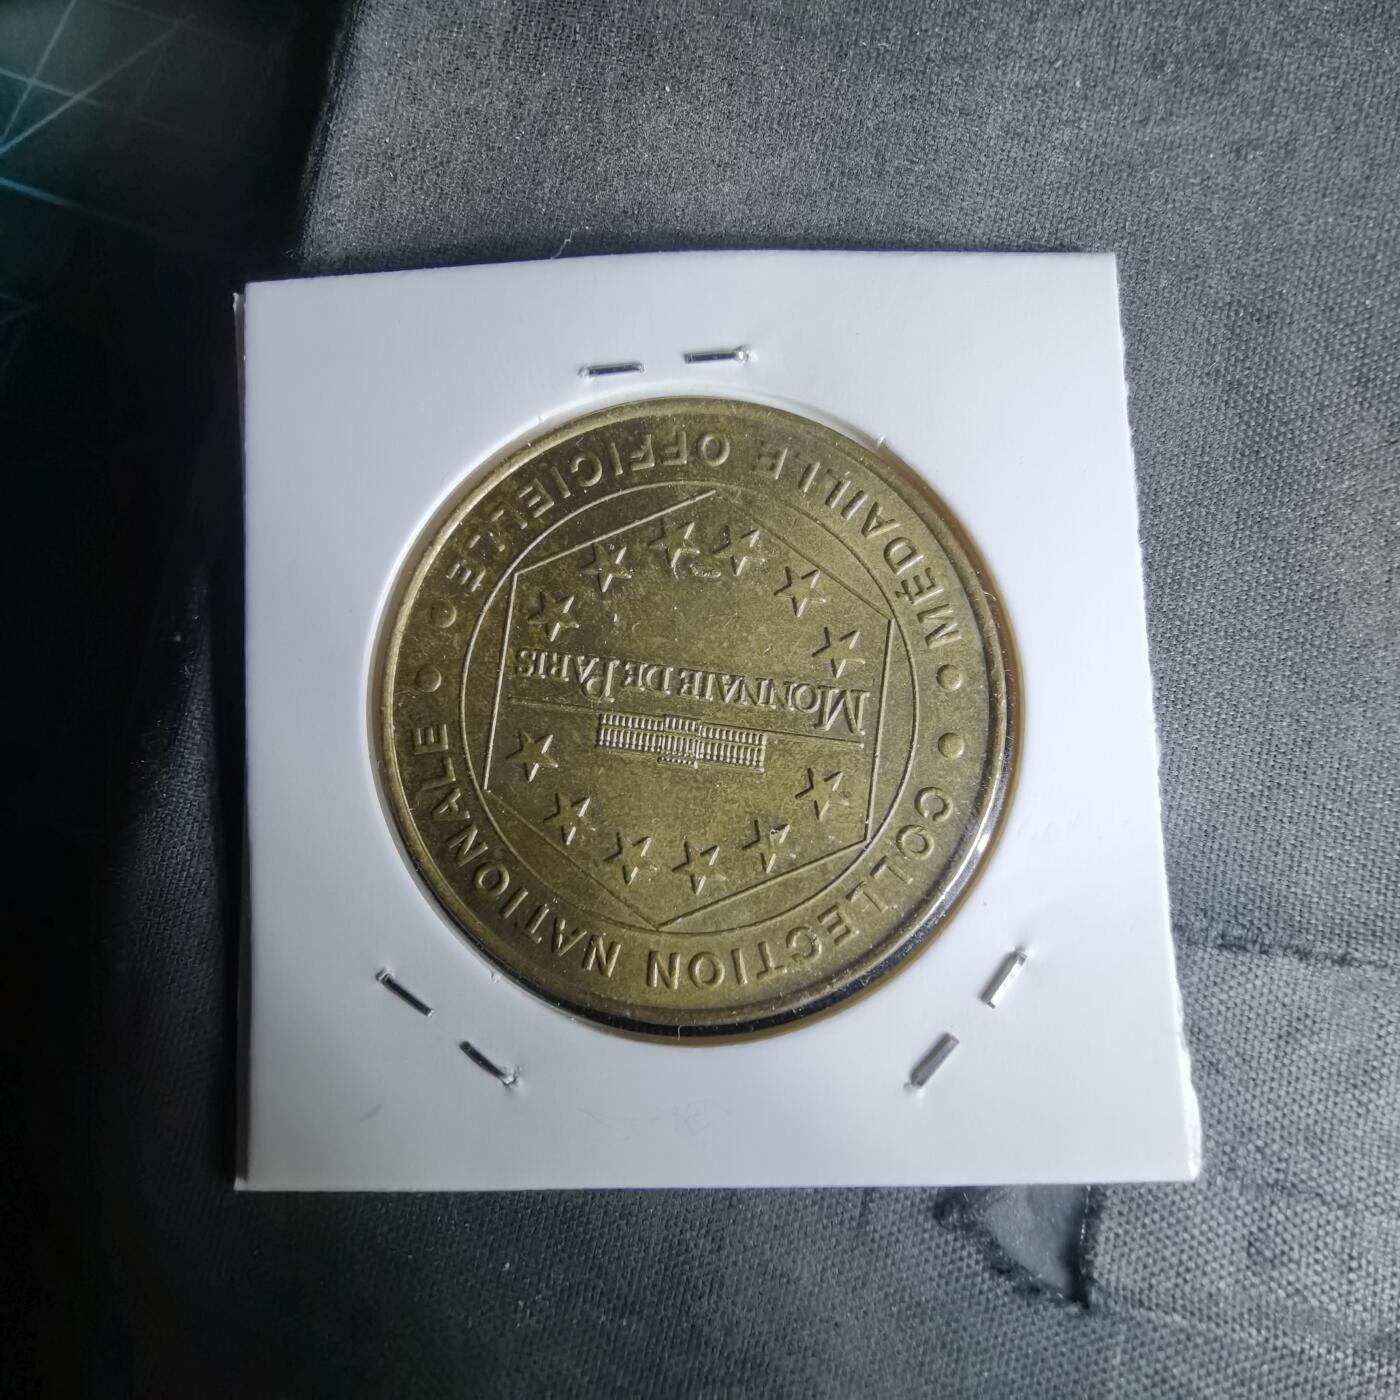 COLLECTION NATIONALE
MONNAIE DE PARIS
MÉDAILLE OFFICIELLE